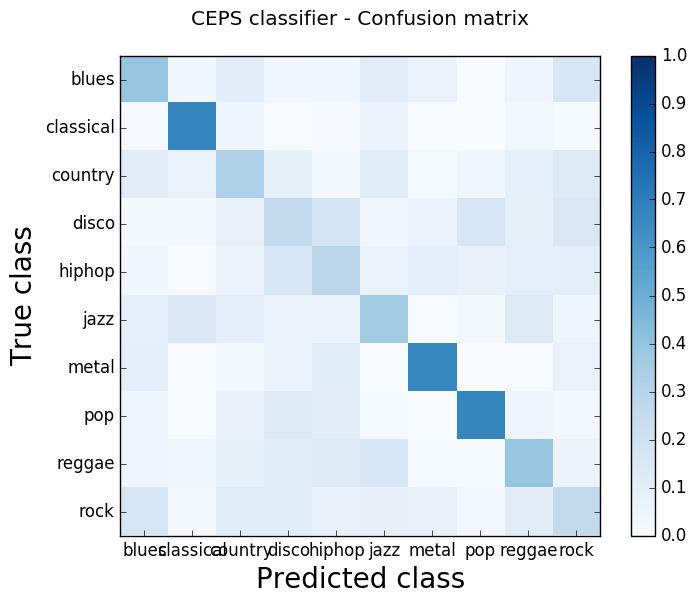 CEPS classifier - Confusion matrix
True class
blues
classical
country
disco
hiphop
jazz
metal
pop
reggae
rock
blues classical country disco hiphop jazz metal pop reggae rock
Predicted class
1.0
0.9
0.8
0.7
0.6
0.5
0.4
0.3
0.2
0.1
0.0